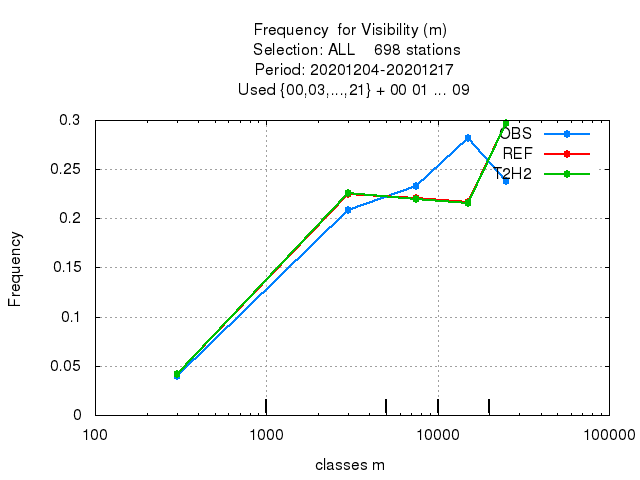 Frequency  for Visibility (m)
Selection: ALL    698 stations
Period: 20201204-20201217
Used {00,03,...,21} + 00 01 ... 09
0.3
0.25
0.2
0.15
0.1
0.05
0
Frequency
OBS
REF
T2H2
100
1000
10000
100000
classes m